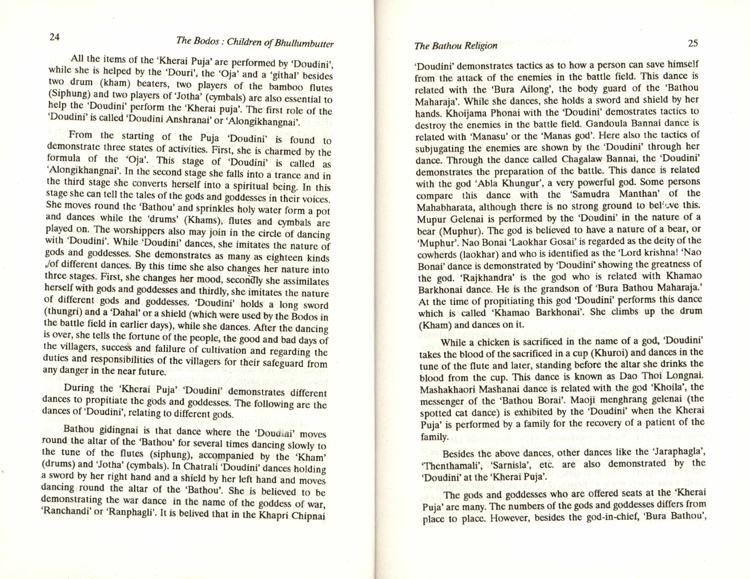 24
The Bodos : Children of Bhullumbutter
All the items of the 'Kherai Puja' are performed by 'Doudini',
while she is helped by the 'Douri', the 'Oja' and a 'githal' besides
two drum (kham) beaters, two players of the bamboo flutes
(Siphung) and two players of 'Jotha' (cymbals) are also essential to
help the 'Doudini' perform the 'Kherai puja'. The first role of the
'Doudini' is called 'Doudini Anshranai' or 'Alongikhangnai'.
From the starting of the Puja 'Doudini' is found to
demonstrate three states of activities. First, she is charmed by the
formula of the 'Oja'. This stage of 'Doudini' is called as
'Alongikhangnai'. In the second stage she falls into a trance and in
the third stage she converts herself into a spiritual being. In this
stage she can tell the tales of the gods and goddesses in their voices.
She moves round the 'Bathou' and sprinkles holy water form a pot
and dances while the 'drums' (Khams), flutes and cymbals are
played on. The worshippers also may join in the circle of dancing
with 'Doudini'. While 'Doudini' dances, she imitates the nature of
gods and goddesses. She demonstrates as many as eighteen kinds
of different dances. By this time she also changes her nature into
three stages. First, she changes her mood, secondly she assimilates
herself with gods and goddesses and thirdly, she imitates the nature
of different gods and goddesses. 'Doudini' holds a long sword
(thungri) and a 'Dahal' or a shield (which were used by the Bodos in
the battle field in earlier days), while she dances. After the dancing
is over, she tells the fortune of the people, the good and bad days of
the villagers, success and falilure of cultivation and regarding the
duties and responsibilities of the villagers for their safeguard from
any danger in the near future.
During the 'Kherai Puja' 'Doudini' demonstrates different
dances to propitiate the gods and goddesses. The following are the
dances of 'Doudini', relating to different gods.
Bathou gidingnai is that dance where the 'Doudini' moves
round the altar of the 'Bathou' for several times dancing slowly to
the tune of the flutes (siphung), accompanied by the 'Kham'
(drums) and 'Jotha' (cymbals). In Chatrali 'Doudini' dances holding
a sword by her right hand and a shield by her left hand and moves
dancing round the altar of the 'Bathou'. She is believed to be
demonstrating the war dance in the name of the goddess of war,
'Ranchandi' or 'Ranphagli'. It is belived that in the Khapri Chipnai
The Bathou Religion
25
'Doudini' demonstrates tactics as to how a person can save himself
from the attack of the enemies in the battle field. This dance is
related with the 'Bura Ailong', the body guard of the 'Bathou
Maharaja'. While she dances, she holds a sword and shield by her
hands. Khoijama Phonai with the 'Doudini' demostrates tactics to
destroy the enemies in the battle field. Gandoula Bannai dance is
related with 'Manasu' or the 'Manas god'. Here also the tactics of
subjugating the enemies are shown by the 'Doudini' through her
dance. Through the dance called Chagalaw Bannai, the 'Doudini'
demonstrates the preparation of the battle. This dance is related
with the god 'Abla Khungur', a very powerful god. Some persons
compare this dance with the 'Samudra Manthan' of the
Mahabharata, although there is no strong ground to believe this.
Mupur Gelenai is performed by the 'Doudini' in the nature of a
bear (Muphur). The god is believed to have a nature of a bear, or
'Muphur'. Nao Bonai 'Laokhar Gosai' is regarded as the deity of the
cowherds (laokhar) and who is identified as the 'Lord krishna! 'Nao
Bonai' dance is demonstrated by 'Doudini' showing the greatness of
the god. 'Rajkhandra' is the god who is related with Khamao
Barkhonai dance. He is the grandson of 'Bura Bathou Maharaja.'
At the time of propitiating this god 'Doudini' performs this dance
which is called 'Khamao Barkhonai'. She climbs up the drum
(Kham) and dances on it.
While a chicken is sacrificed in the name of a god, 'Doudini'
takes the blood of the sacrificed in a cup (Khuroi) and dances in the
tune of the flute and later, standing before the altar she drinks the
blood from the cup. This dance is known as Dao Thoi Longnai.
Mashakhaori Mashanai dance is related with the god 'Khoila', the
messenger of the 'Bathou Borai'. Maoji menghrang gelenai (the
spotted cat dance) is exhibited by the 'Doudini' when the Kherai
Puja' is performed by a family for the recovery of a patient of the
family.
Besides the above dances, other dances like the 'Jaraphagla',
'Thenthamali', 'Sarnisla', etc. are also demonstrated by the
'Doudini' at the 'Kherai Puja'.
The gods and goddesses who are offered seats at the 'Kherai
Puja' are many. The numbers of the gods and goddesses differs from
place to place. However, besides the god-in-chief, 'Bura Bathou',